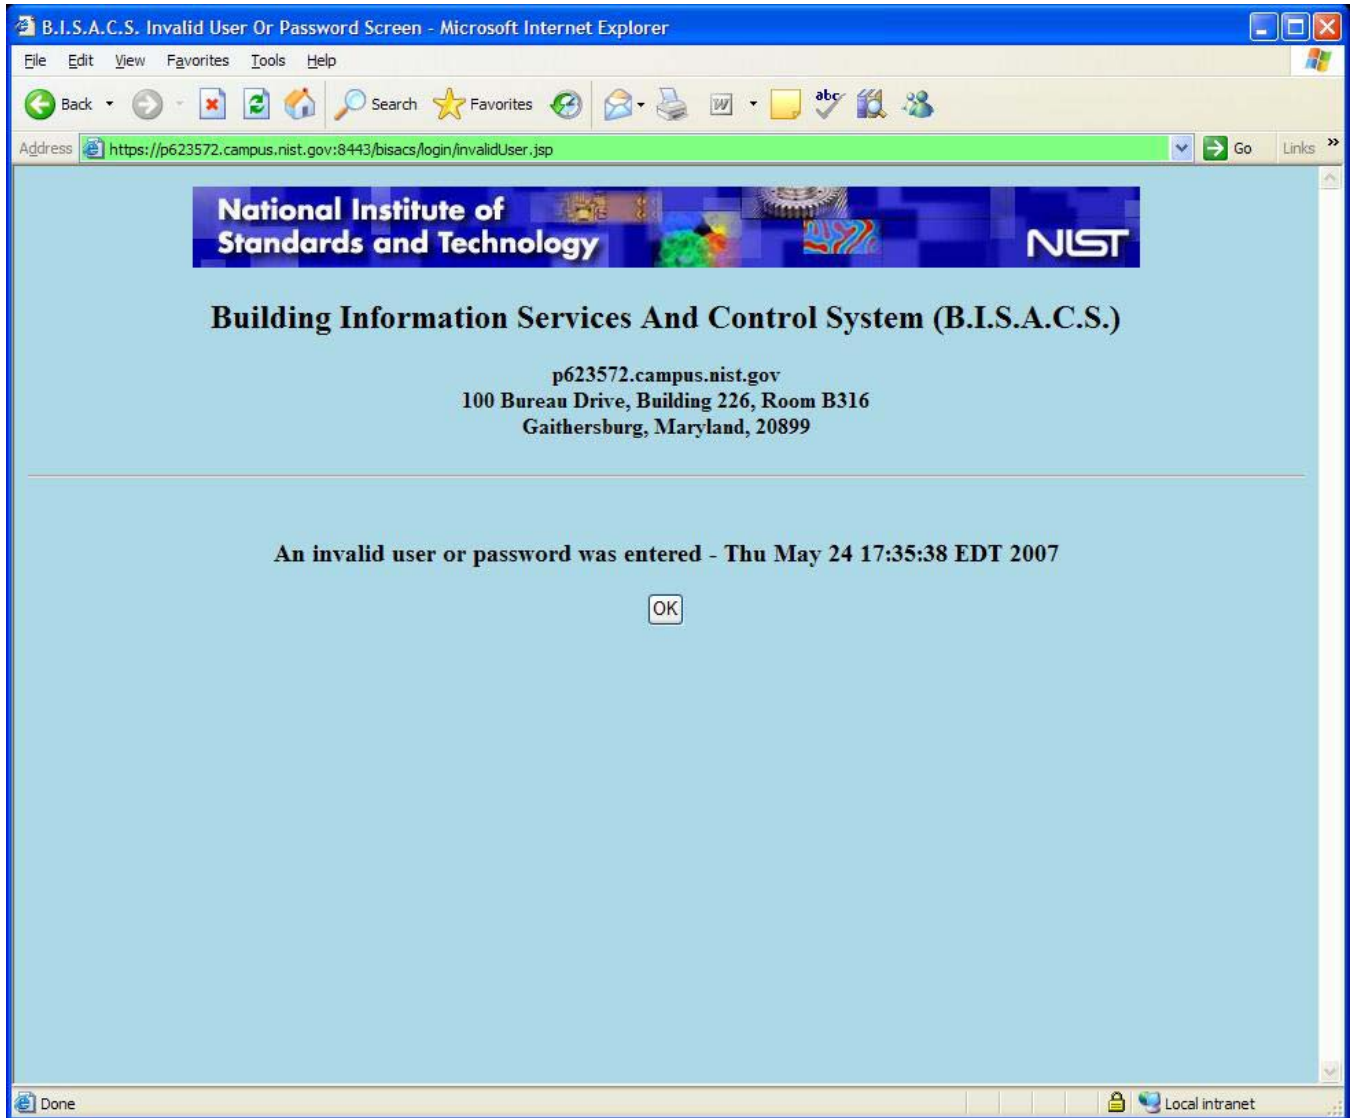 B.I.S.A.C.S. Invalid User Or Password Screen - Microsoft Internet Explorer
File Edit View Favorites Tools Help
Back Search Favorites W abc
Address https://p623572.campus.nist.gov:8443/bisacs/login/invalidUser.jsp Go Links »
National Institute of
Standards and Technology NIST
Building Information Services And Control System (B.I.S.A.C.S.)
p623572.campus.nist.gov
100 Bureau Drive, Building 226, Room B316
Gaithersburg, Maryland, 20899
An invalid user or password was entered - Thu May 24 17:35:38 EDT 2007
OK
Done Local intranet